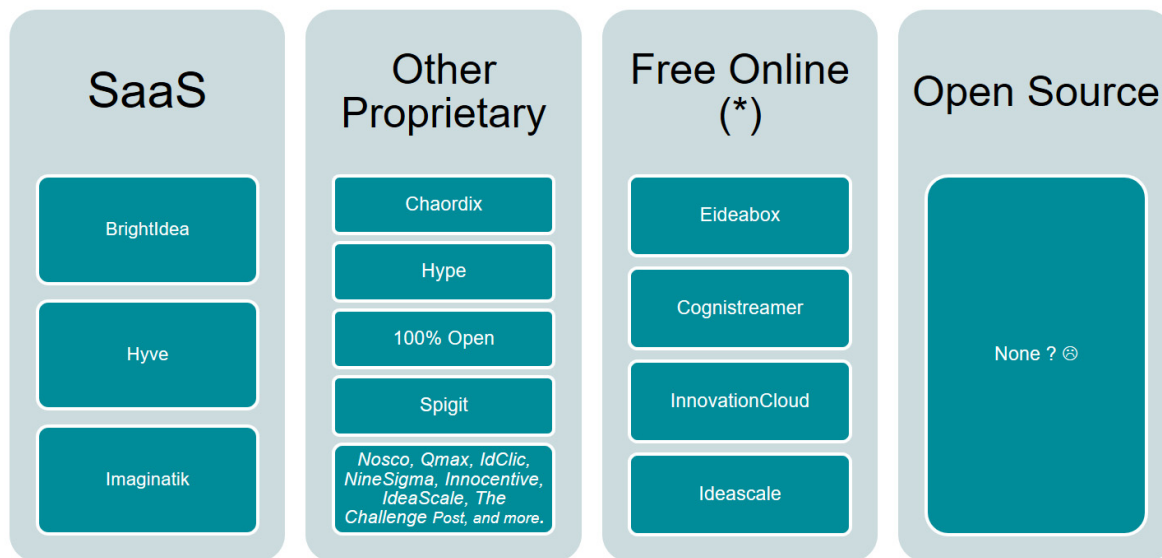 SaaS
BrightIdea
Hyve
Imaginatik
Other
Proprietary
Chaordix
Hype
100% Open
Spigit
Nosco, Qmax, IdClic,
NineSigma, Innocentive,
IdeaScale, The
Challenge Post, and more.
Free Online
(*)
Eideabox
Cognistreamer
InnovationCloud
Ideascale
Open Source
None ? ☹